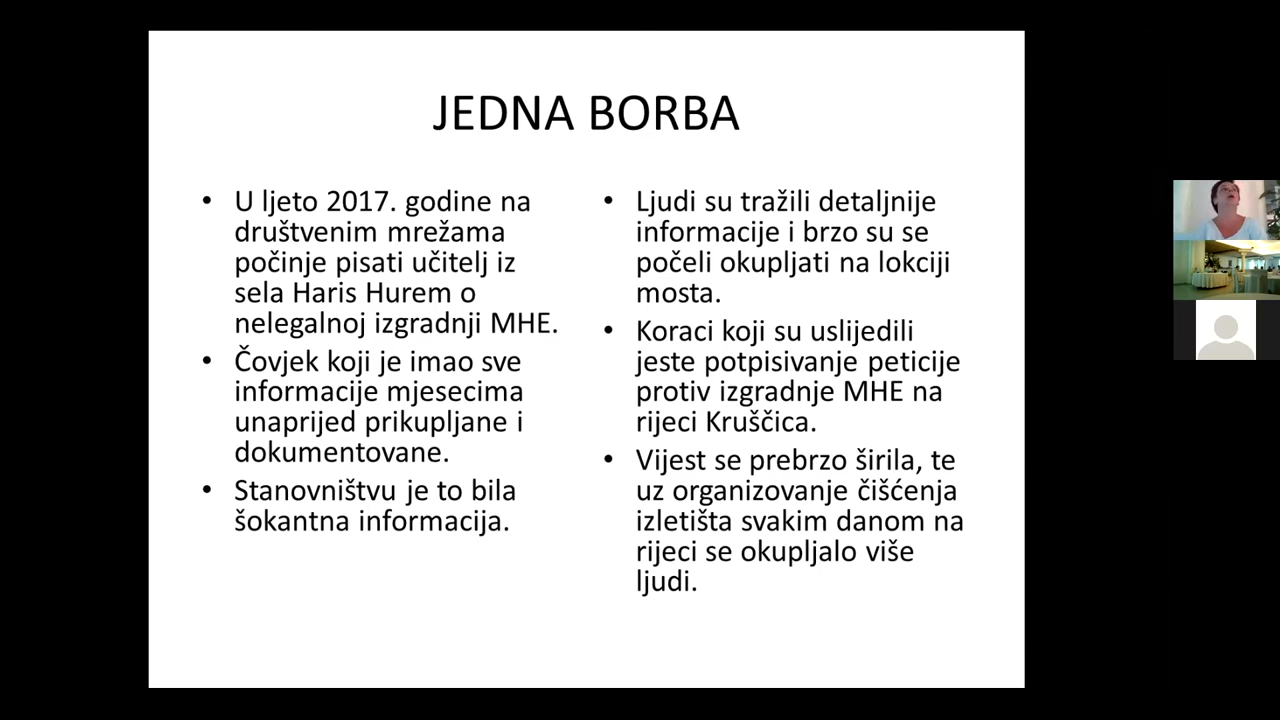 JEDNA BORBA
• U ljeto 2017. godine na
društvenim mrežama
počinje pisati učitelj iz
sela Haris Hurem o
nelegalnoj izgradnji MHE.
• Čovjek koji je imao sve
informacije mjesecima
unaprijed prikupljane i
dokumentovane.
• Stanovništvu je to bila
šokantna informacija.
• Ljudi su tražili detaljnije
informacije i brzo su se
počeli okupljati na lokciji
mosta.
• Koraci koji su uslijedili
jeste potpisivanje peticije
protiv izgradnje MHE na
rijeci Kruščica.
• Vijest se prebrzo širila, te
uz organizovanje čišćenja
izletišta svakim danom na
rijeci se okupljalo više
ljudi.